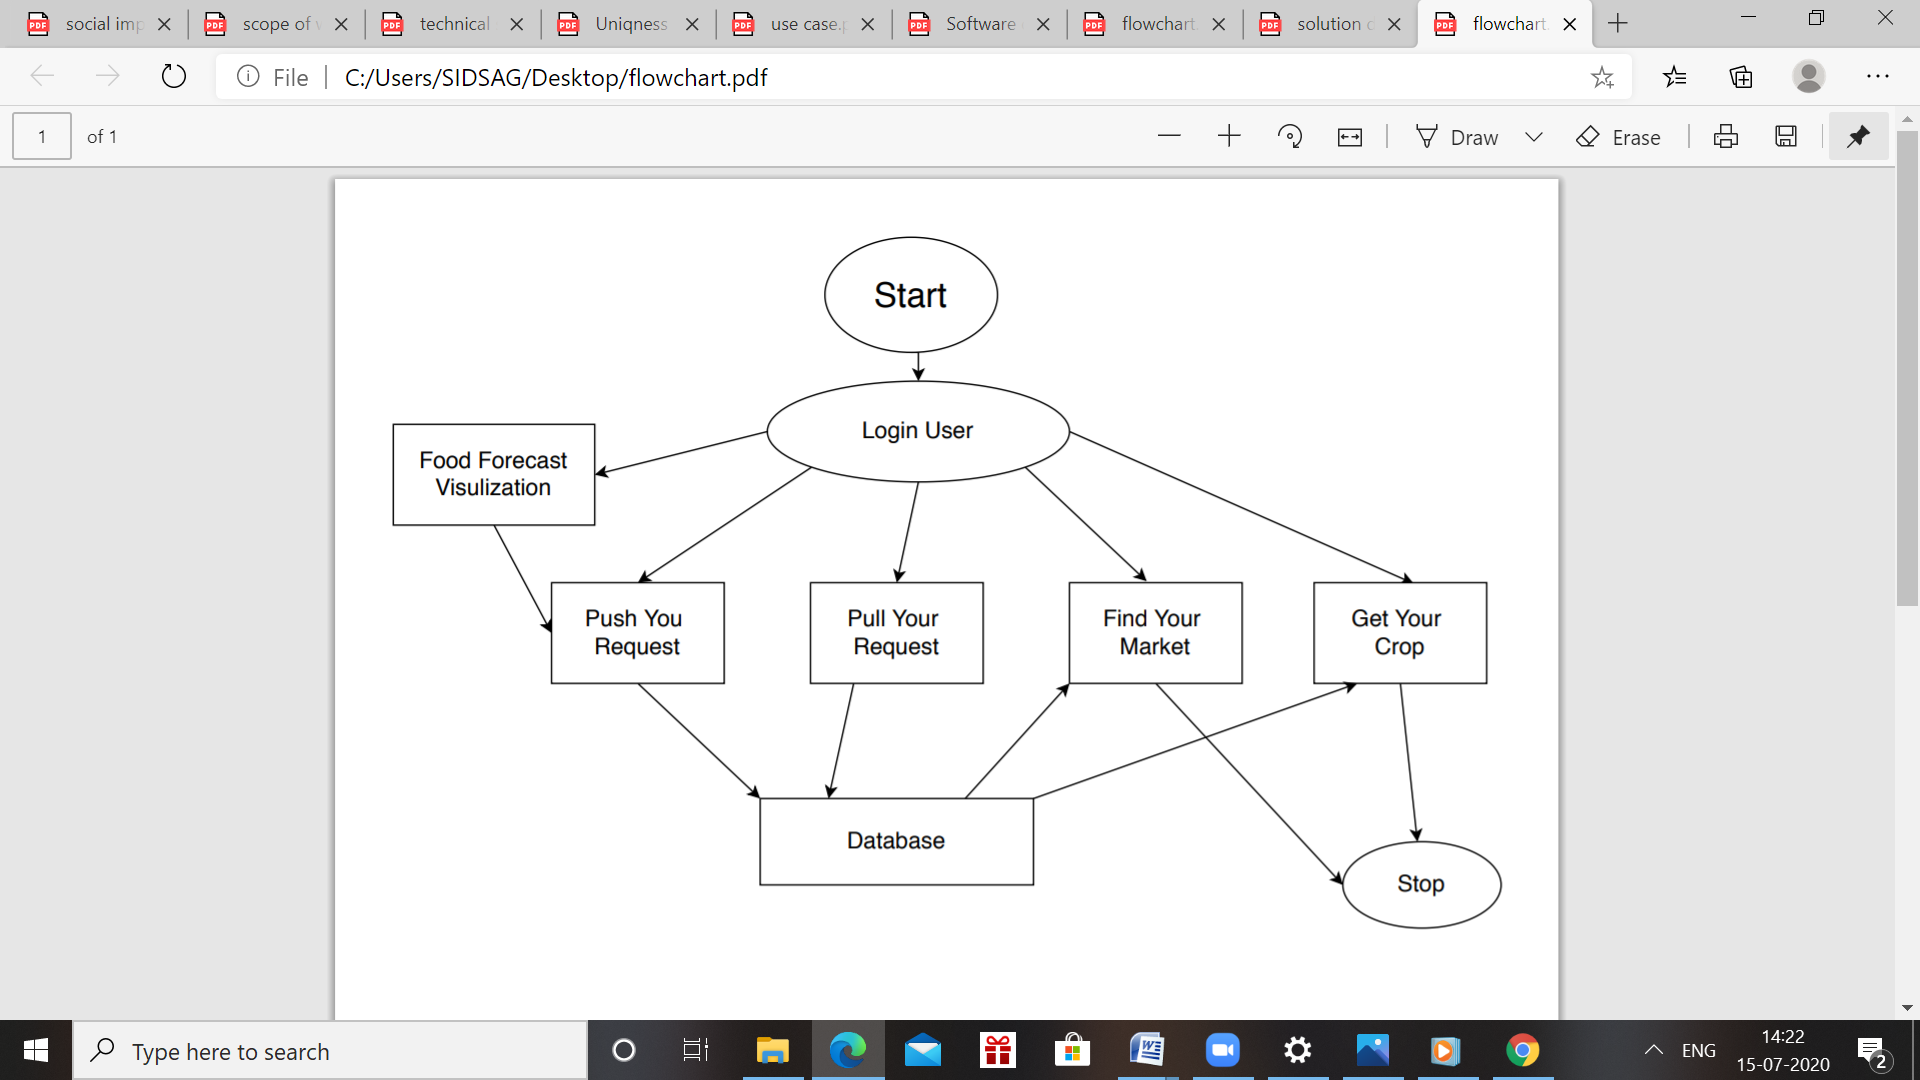 social imp
scope of
technical
Uniqness
use case.p
Software
flowchart.
solution o
flowchart.
File
C:/Users/SIDSAG/Desktop/flowchart.pdf
1
of 1
Draw
Erase
Start
Login User
Food Forecast
Visulization
Push You
Request
Pull Your
Request
Find Your
Market
Get Your
Crop
Database
Stop
Type here to search
ENG
14:22
15-07-2020
2